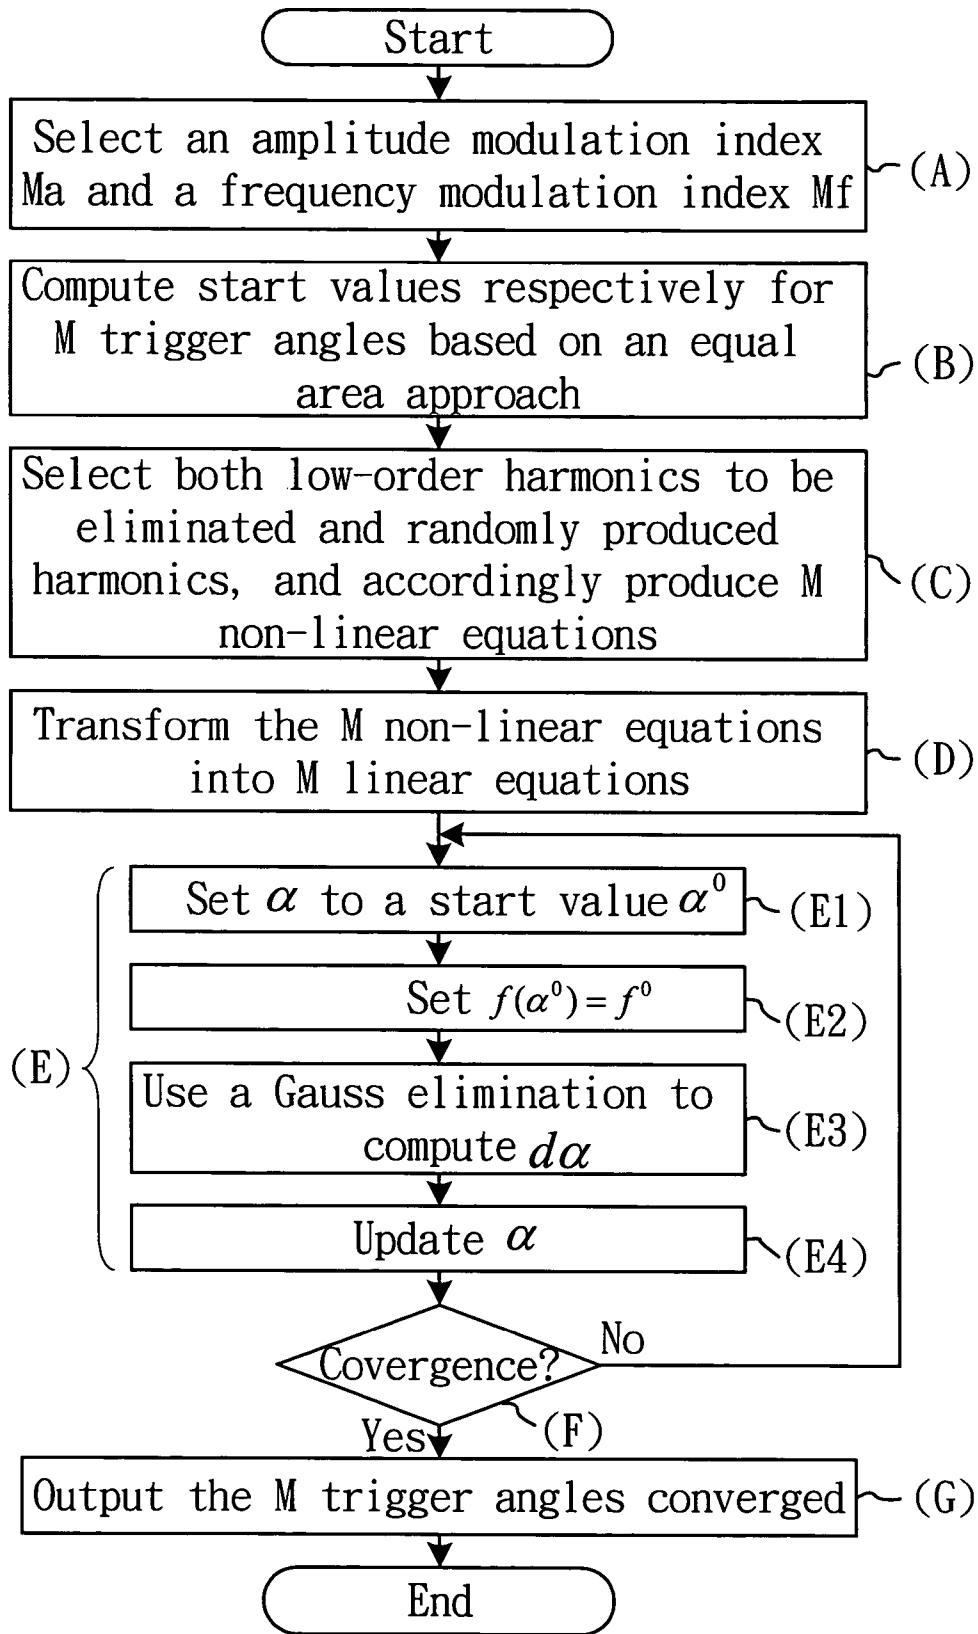 Start
Select an amplitude modulation index
Ma and a frequency modulation index Mf
(A)
Compute start values respectively for
M trigger angles based on an equal
area approach
(B)
Select both low-order harmonics to be
eliminated and randomly produced
harmonics, and accordingly produce M
non-linear equations
(C)
Transform the M non-linear equations
into M linear equations
(D)
(E)
Set α to a start value α⁰
(E1)
Set f(α⁰) = f⁰
(E2)
Use a Gauss elimination to
compute dα
(E3)
Update α
(E4)
Covergence?
No
(F)
Yes
Output the M trigger angles converged
(G)
End